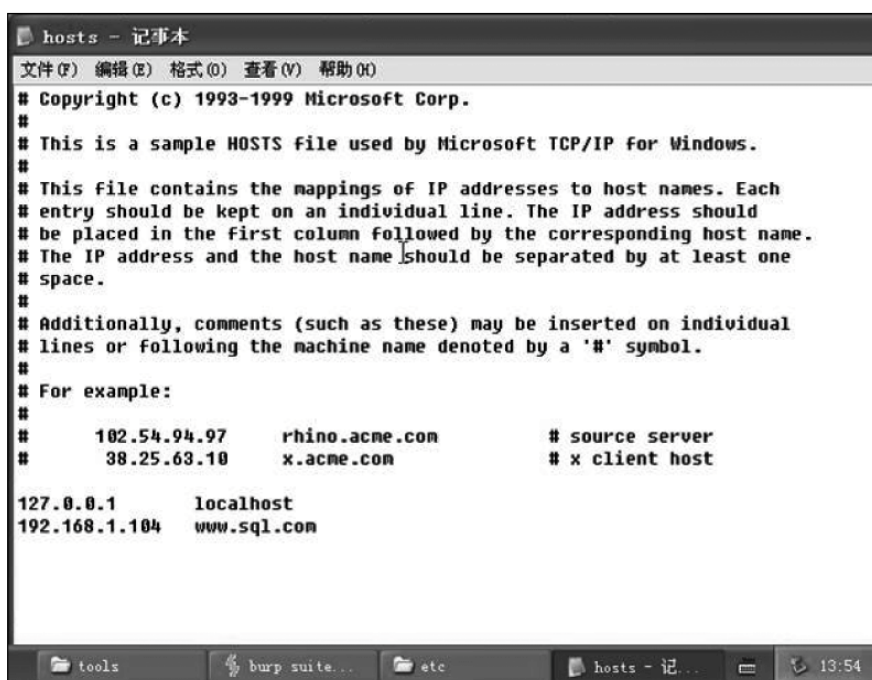 hosts - 记事本
文件(F) 编辑(E) 格式(O) 查看(V) 帮助(H)
# Copyright (c) 1993-1999 Microsoft Corp.
#
# This is a sample HOSTS file used by Microsoft TCP/IP for Windows.
#
# This file contains the mappings of IP addresses to host names. Each
# entry should be kept on an individual line. The IP address should
# be placed in the first column followed by the corresponding host name.
# The IP address and the host name should be separated by at least one
# space.
#
# Additionally, comments (such as these) may be inserted on individual
# lines or following the machine name denoted by a '#' symbol.
#
# For example:
#
# 102.54.94.97 rhino.acme.com # source server
# 38.25.63.10 x.acme.com # x client host
127.0.0.1 localhost
192.168.1.104 www.sql.com
tools burp suite... etc hosts - 记... 13:54